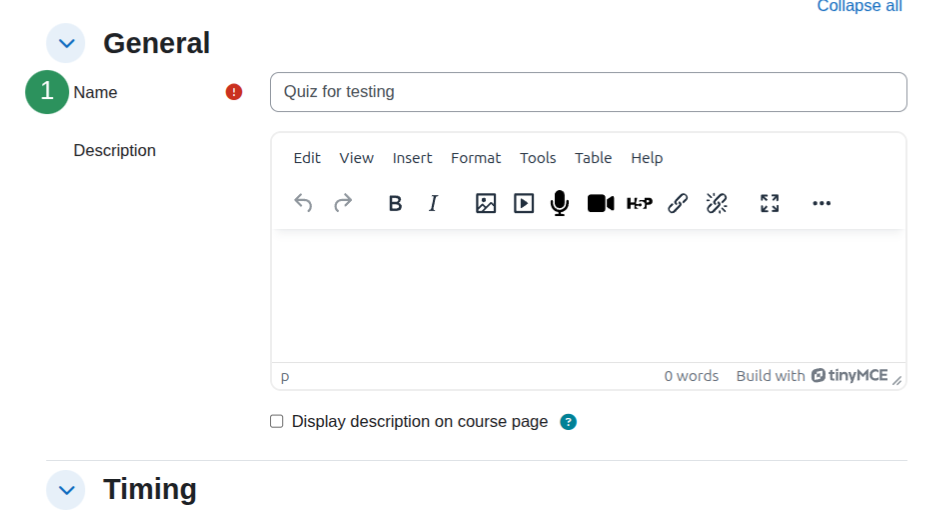 Collapse all
General
1 Name ! Quiz for testing
Description
Edit View Insert Format Tools Table Help
B I H5P
p 0 words Build with tinyMCE
Display description on course page ?
Timing